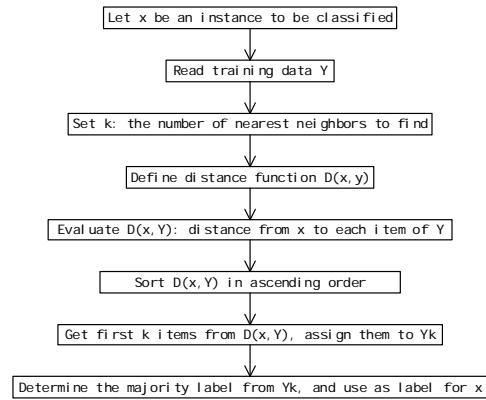 Let x be an instance to be classified
Read training data Y
Set k: the number of nearest neighbors to find
Define distance function D(x,y)
Evaluate D(x,Y): distance from x to each item of Y
Sort D(x,Y) in ascending order
Get first k items from D(x,Y), assign them to Yk
Determine the majority label from Yk, and use as label for x